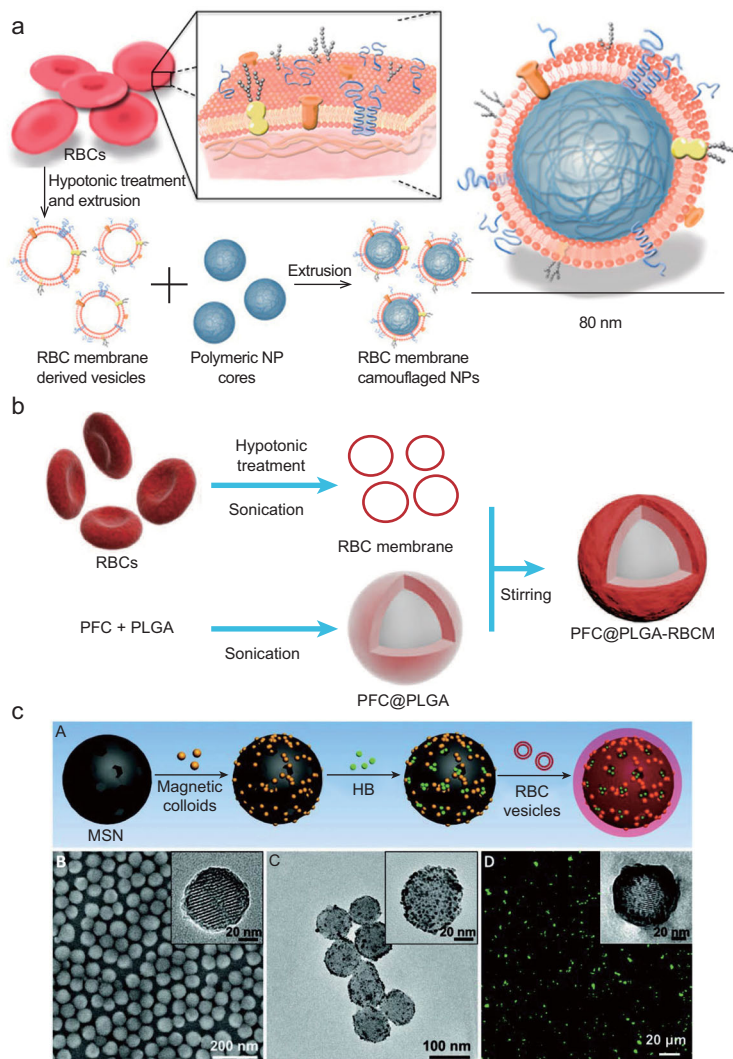 a
RBCs
Hypotonic treatment
and extrusion
Extrusion
80 nm
RBC membrane
derived vesicles
Polymeric NP
cores
RBC membrane
camouflaged NPs
b
Hypotonic
treatment
Sonication
RBCs
RBC membrane
Stirring
PFC + PLGA
Sonication
PFC@PLGA-RBCM
PFC@PLGA
c
A
Magnetic
colloids
HB
RBC
vesicles
MSN
B
20 nm
200 nm
C
20 nm
100 nm
D
20 nm
20 μm